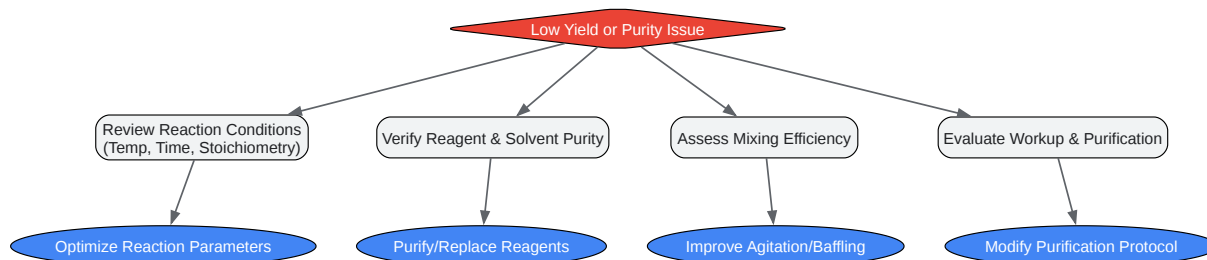 Low Yield or Purity Issue
Review Reaction Conditions
(Temp, Time, Stoichiometry)
Verify Reagent & Solvent Purity
Assess Mixing Efficiency
Evaluate Workup & Purification
Optimize Reaction Parameters
Purify/Replace Reagents
Improve Agitation/Baffling
Modify Purification Protocol